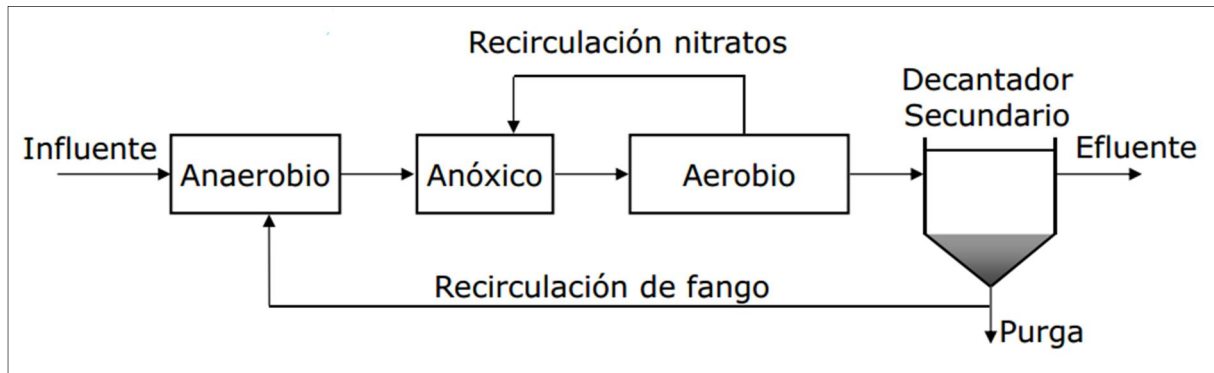 Recirculación nitratos
Decantador
Secundario
Influente
Anaerobio
Anóxico
Aerobio
Efluente
Recirculación de fango
Purga